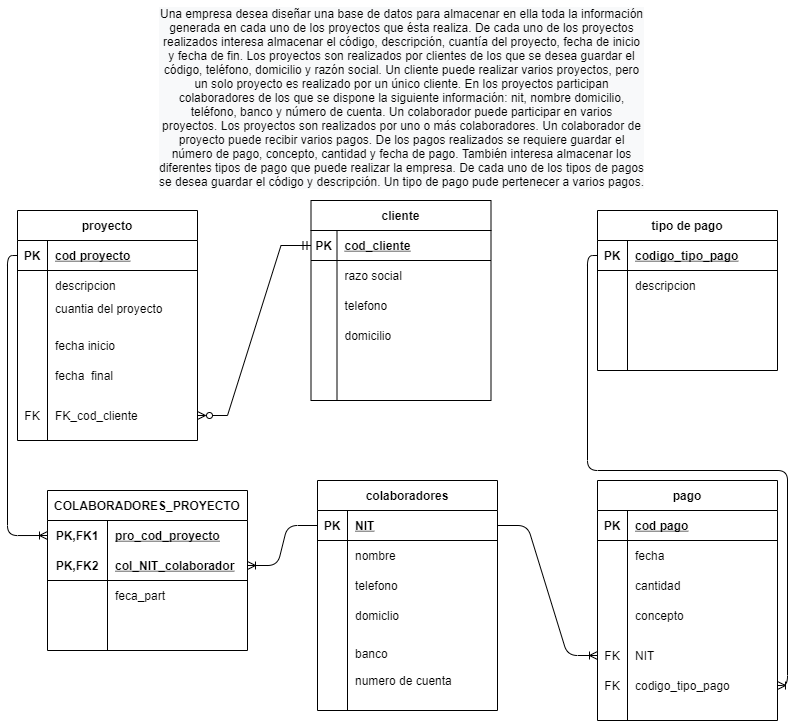 Una empresa desea diseñar una base de datos para almacenar en ella toda la información
generada en cada uno de los proyectos que ésta realiza. De cada uno de los proyectos
realizados interesa almacenar el código, descripción, cuantía del proyecto, fecha de inicio
y fecha de fin. Los proyectos son realizados por clientes de los que se desea guardar el
código, teléfono, domicilio y razón social. Un cliente puede realizar varios proyectos, pero
un solo proyecto es realizado por un único cliente. En los proyectos participan
colaboradores de los que se dispone la siguiente información: nit, nombre domicilio,
teléfono, banco y número de cuenta. Un colaborador puede participar en varios
proyectos. Los proyectos son realizados por uno o más colaboradores. Un colaborador de
proyecto puede recibir varios pagos. De los pagos realizados se requiere guardar el
número de pago, concepto, cantidad y fecha de pago. También interesa almacenar los
diferentes tipos de pago que puede realizar la empresa. De cada uno de los tipos de pagos
se desea guardar el código y descripción. Un tipo de pago pude pertenecer a varios pagos.
proyecto
PK cod proyecto
descripcion
cuantia del proyecto
fecha inicio
fecha final
FK FK_cod_cliente
cliente
PK cod_cliente
razo social
telefono
domicilio
tipo de pago
PK codigo_tipo_pago
descripcion
COLABORADORES_PROYECTO
PK,FK1 pro_cod_proyecto
PK,FK2 col_NIT_colaborador
feca_part
colaboradores
PK NIT
nombre
telefono
domiclio
banco
numero de cuenta
pago
PK cod pago
fecha
cantidad
concepto
FK NIT
FK codigo_tipo_pago